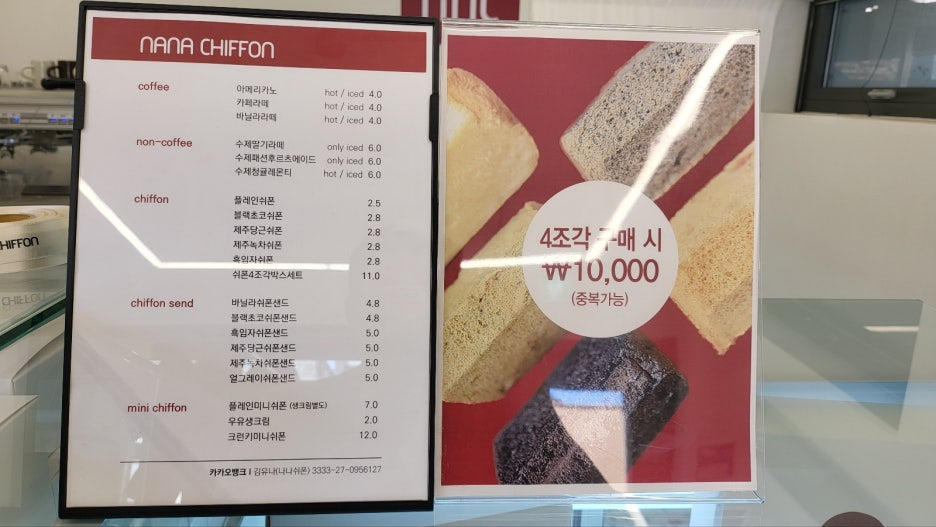 NANA CHIFFON
coffee
아메리카노 hot / iced 4.0
카페라떼 hot / iced 4.0
바닐라라떼 hot / iced 4.0
non-coffee
수제딸기라떼 only iced 6.0
수제패션후르츠에이드 only iced 6.0
수제청귤레몬티 hot / iced 6.0
chiffon
플레인쉬폰 2.5
블랙초코쉬폰 2.8
제주당근쉬폰 2.8
제주녹차쉬폰 2.8
흑임자쉬폰 2.8
쉬폰4조각박스세트 11.0
chiffon send
바닐라쉬폰샌드 4.8
블랙초코쉬폰샌드 4.8
흑임자쉬폰샌드 5.0
제주당근쉬폰샌드 5.0
제주녹차쉬폰샌드 5.0
얼그레이쉬폰샌드 5.0
mini chiffon
플레인미니쉬폰 (생크림별도) 7.0
우유생크림 2.0
크런키미니쉬폰 12.0
카카오뱅크 I 김유나(나나쉬폰) 3333-27-0956127
4조각 구매 시
₩10,000
(중복가능)
HIFFON